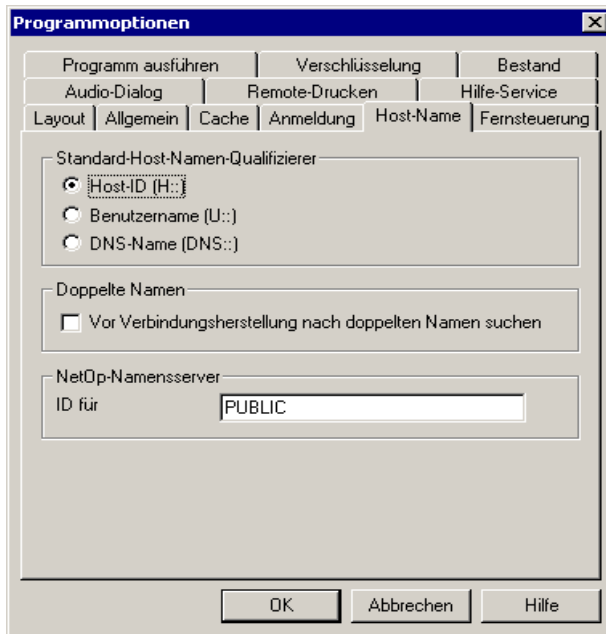 Programmoptionen
Programm ausführen Verschlüsselung Bestand
Audio-Dialog Remote-Drucken Hilfe-Service
Layout Allgemein Cache Anmeldung Host-Name Fernsteuerung
Standard-Host-Namen-Qualifizierer
Host-ID (H::)
Benutzername (U::)
DNS-Name (DNS::)
Doppelte Namen
Vor Verbindungsherstellung nach doppelten Namen suchen
NetOp-Namensserver
ID für PUBLIC
OK Abbrechen Hilfe